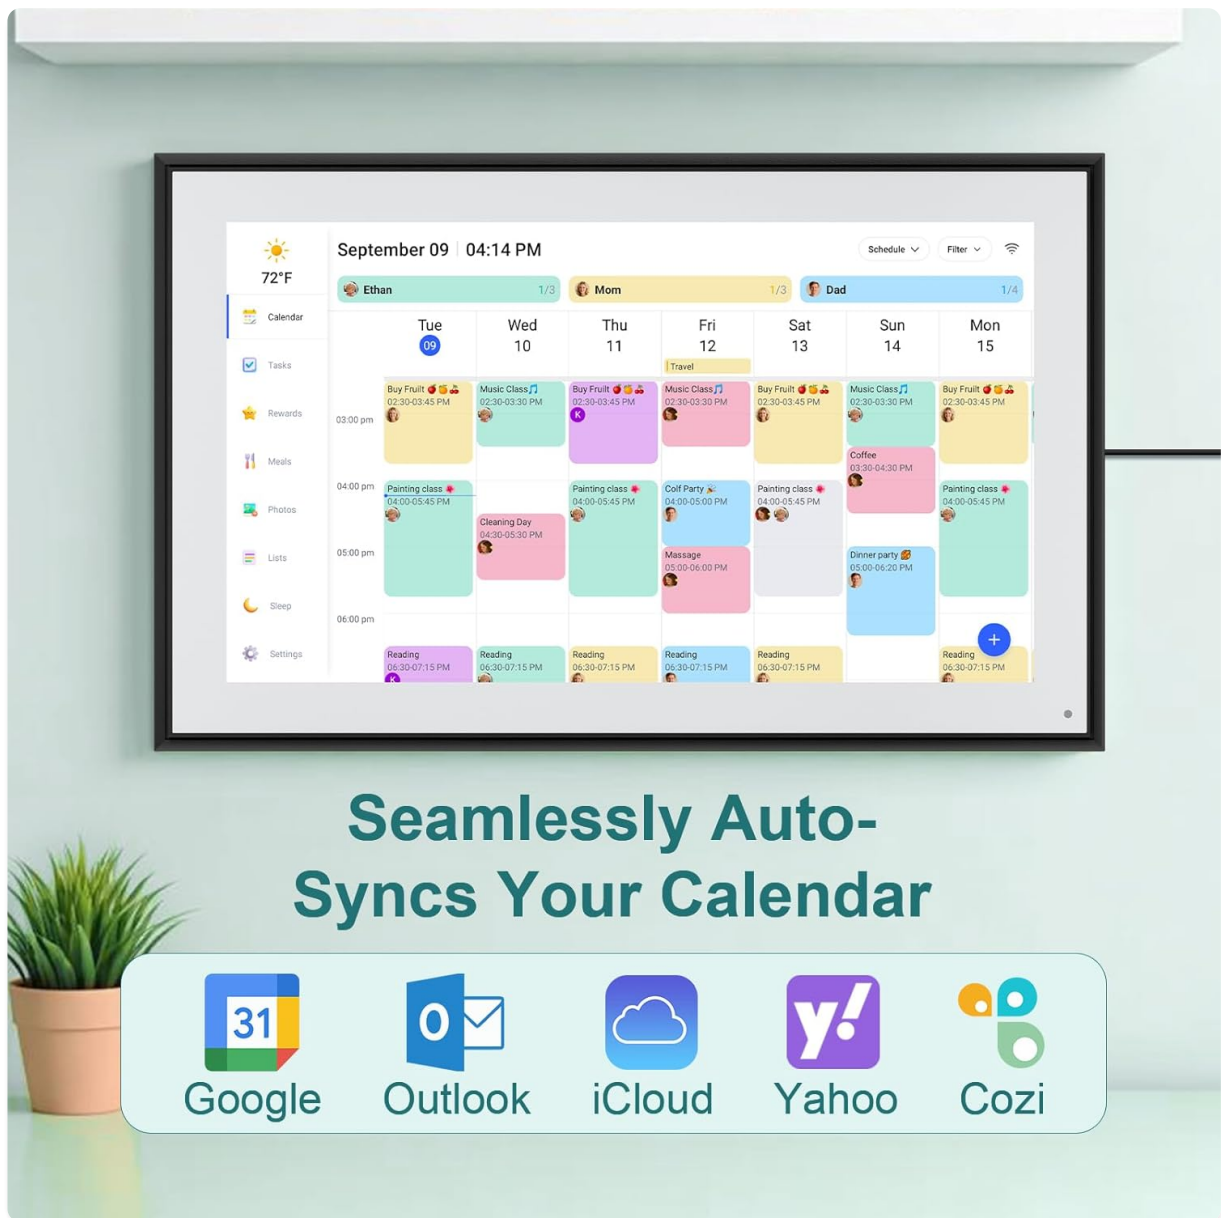 72°F
Calendar
Tasks
Rewards
Meals
Photos
Lists
Sleep
Settings
September 09 | 04:14 PM
Schedule
Filter
Ethan 1/3
Mom 1/3
Dad 1/4
Tue Wed Thu Fri Sat Sun Mon
09 10 11 12 13 14 15
Travel
03:00 pm
04:00 pm
05:00 pm
06:00 pm
Buy Fruilt
02:30-03:45 PM
Painting class
04:00-05:45 PM
Reading
06:30-07:15 PM
K
Music Class
02:30-03:30 PM
Cleaning Day
04:30-05:30 PM
Reading
06:30-07:15 PM
Buy Fruilt
02:30-03:45 PM
K
Painting class
04:00-05:45 PM
Reading
06:30-07:15 PM
Music Class
02:30-03:30 PM
Colf Party
04:00-05:00 PM
Massage
05:00-06:00 PM
Reading
06:30-07:15 PM
Buy Fruilt
02:30-03:45 PM
Painting class
04:00-05:45 PM
Reading
06:30-07:15 PM
Music Class
02:30-03:30 PM
Coffee
03:30-04:30 PM
Dinner party
05:00-06:20 PM
Buy Fruilt
02:30-03:45 PM
Painting class
04:00-05:45 PM
Reading
06:30-07:15 PM
+
Seamlessly Auto-
Syncs Your Calendar
31
O
y!
Google Outlook iCloud Yahoo Cozi